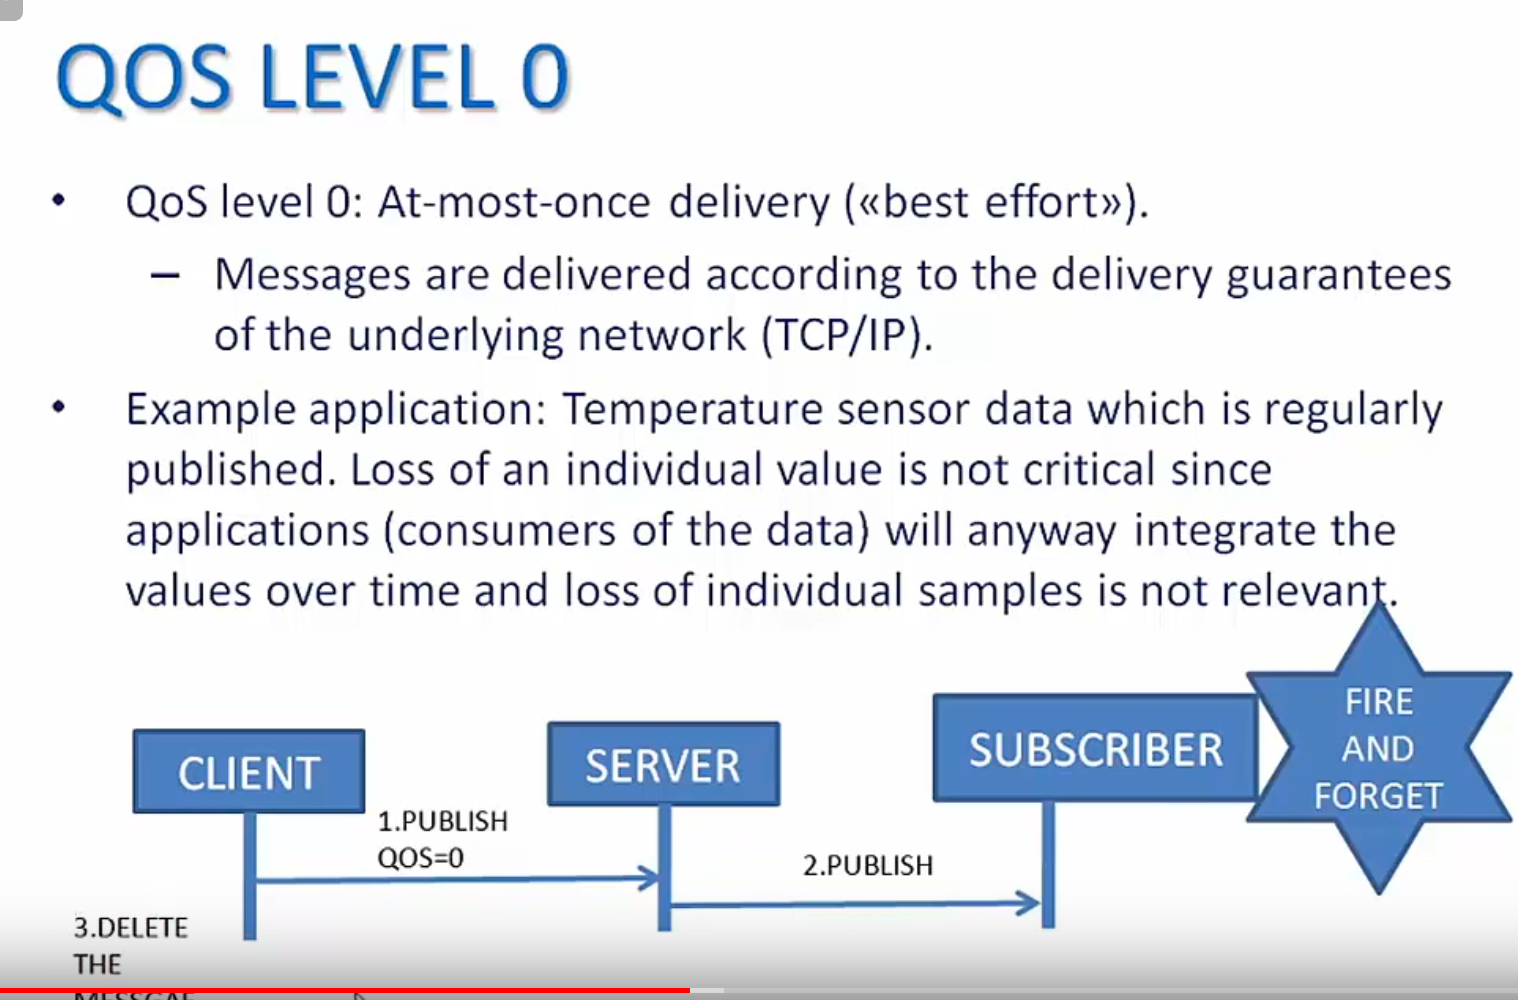 QOS LEVEL 0
• QoS level 0: At-most-once delivery («best effort»).
– Messages are delivered according to the delivery guarantees
of the underlying network (TCP/IP).
• Example application: Temperature sensor data which is regularly
published. Loss of an individual value is not critical since
applications (consumers of the data) will anyway integrate the
values over time and loss of individual samples is not relevant.
CLIENT
SERVER
SUBSCRIBER
FIRE
AND
FORGET
1.PUBLISH
QOS=0
2.PUBLISH
3.DELETE
THE
MESSGAE